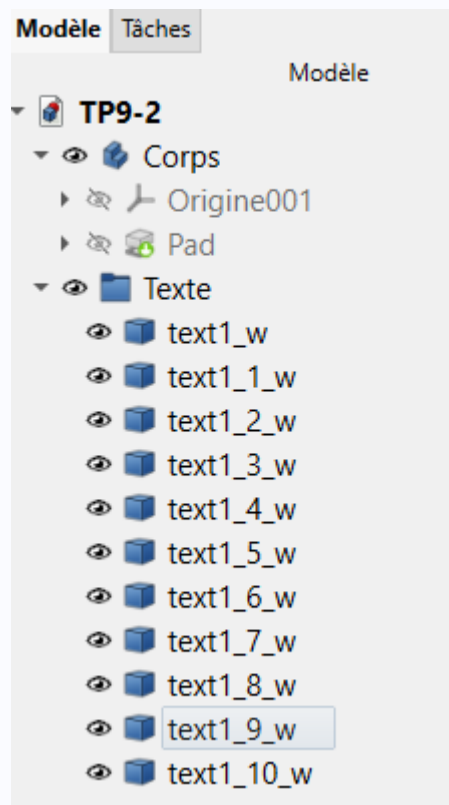 Modèle Tâches
Modèle
TP9-2
Corps
Origine001
Pad
Texte
text1_w
text1_1_w
text1_2_w
text1_3_w
text1_4_w
text1_5_w
text1_6_w
text1_7_w
text1_8_w
text1_9_w
text1_10_w